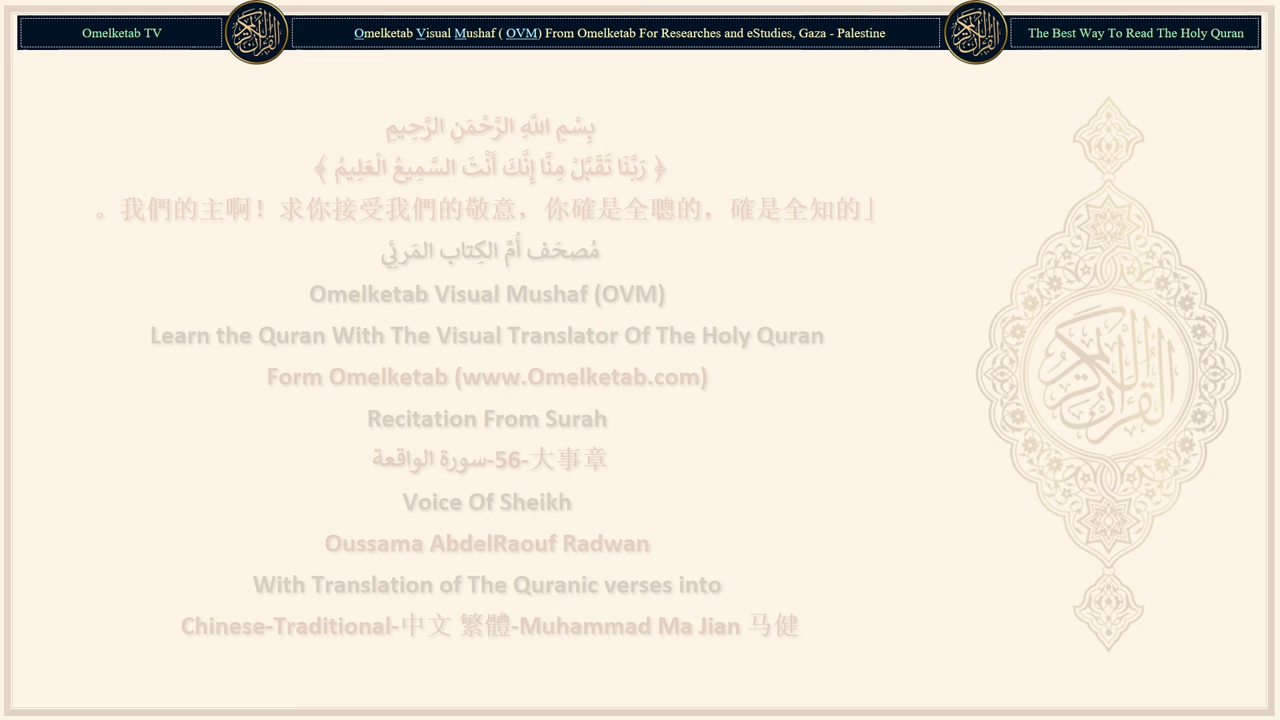 Omelketab TV
Omelketab Visual Mushaf ( OVM) From Omelketab For Researches and eStudies, Gaza - Palestine
The Best Way To Read The Holy Quran
بِسْمِ اللَّهِ الرَّحْمَنِ الرَّحِيمِ
﴿ رَبَّنَا تَقَبَّلْ مِنَّا إِنَّكَ أَنْتَ السَّمِيعُ الْعَلِيمُ ﴾
。我們的主啊！求你接受我們的敬意，你確是全聰的，確是全知的」
مُصحَف أُمِّ الكِتاب المَرئِي
Omelketab Visual Mushaf (OVM)
Learn the Quran With The Visual Translator Of The Holy Quran
Form Omelketab (www.Omelketab.com)
Recitation From Surah
سورة الواقعة-56-大事章
Voice Of Sheikh
Oussama AbdelRaouf Radwan
With Translation of The Quranic verses into
Chinese-Traditional-中文 繁體-Muhammad Ma Jian 马健
القرآن الكريم